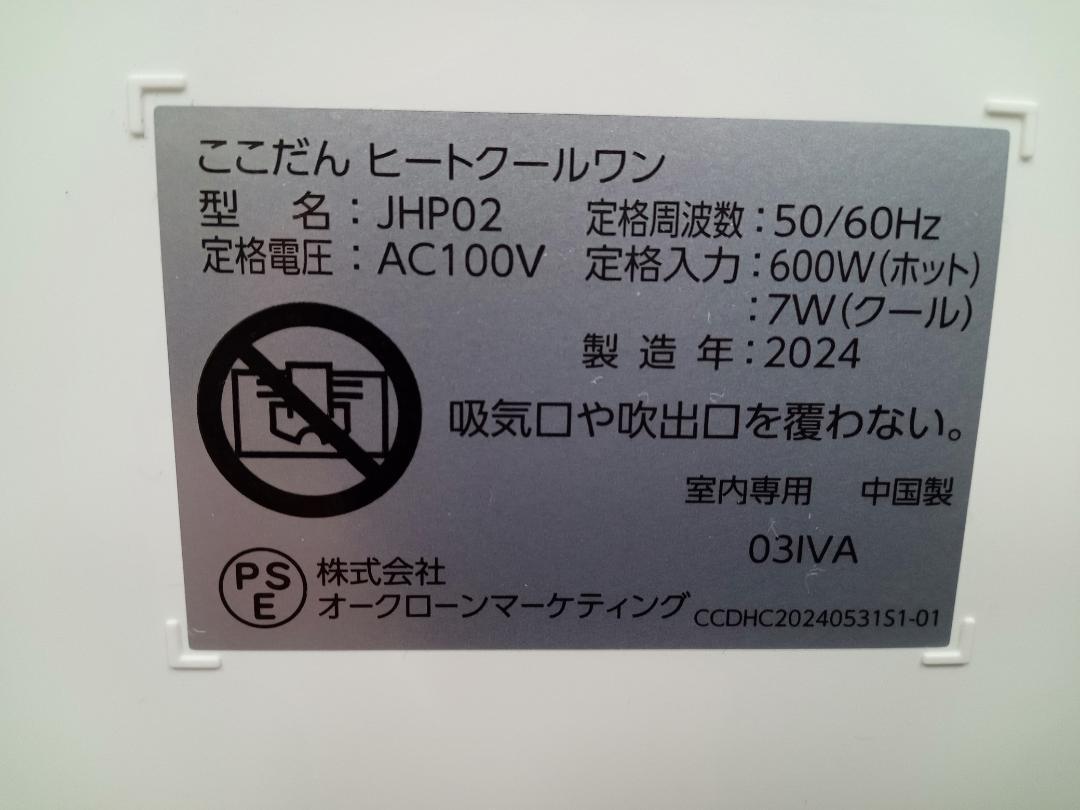 ここだん ヒートクールワン
型 名：JHP02 定格周波数：50/60Hz
定格電圧：AC100V 定格入力：600W(ホット)
：7W(クール)
製造年：2024
吸気口や吹出口を覆わない。
室内専用 中国製
03IVA
PSE 株式会社
オークローンマーケティング CCDHC20240531S1-01